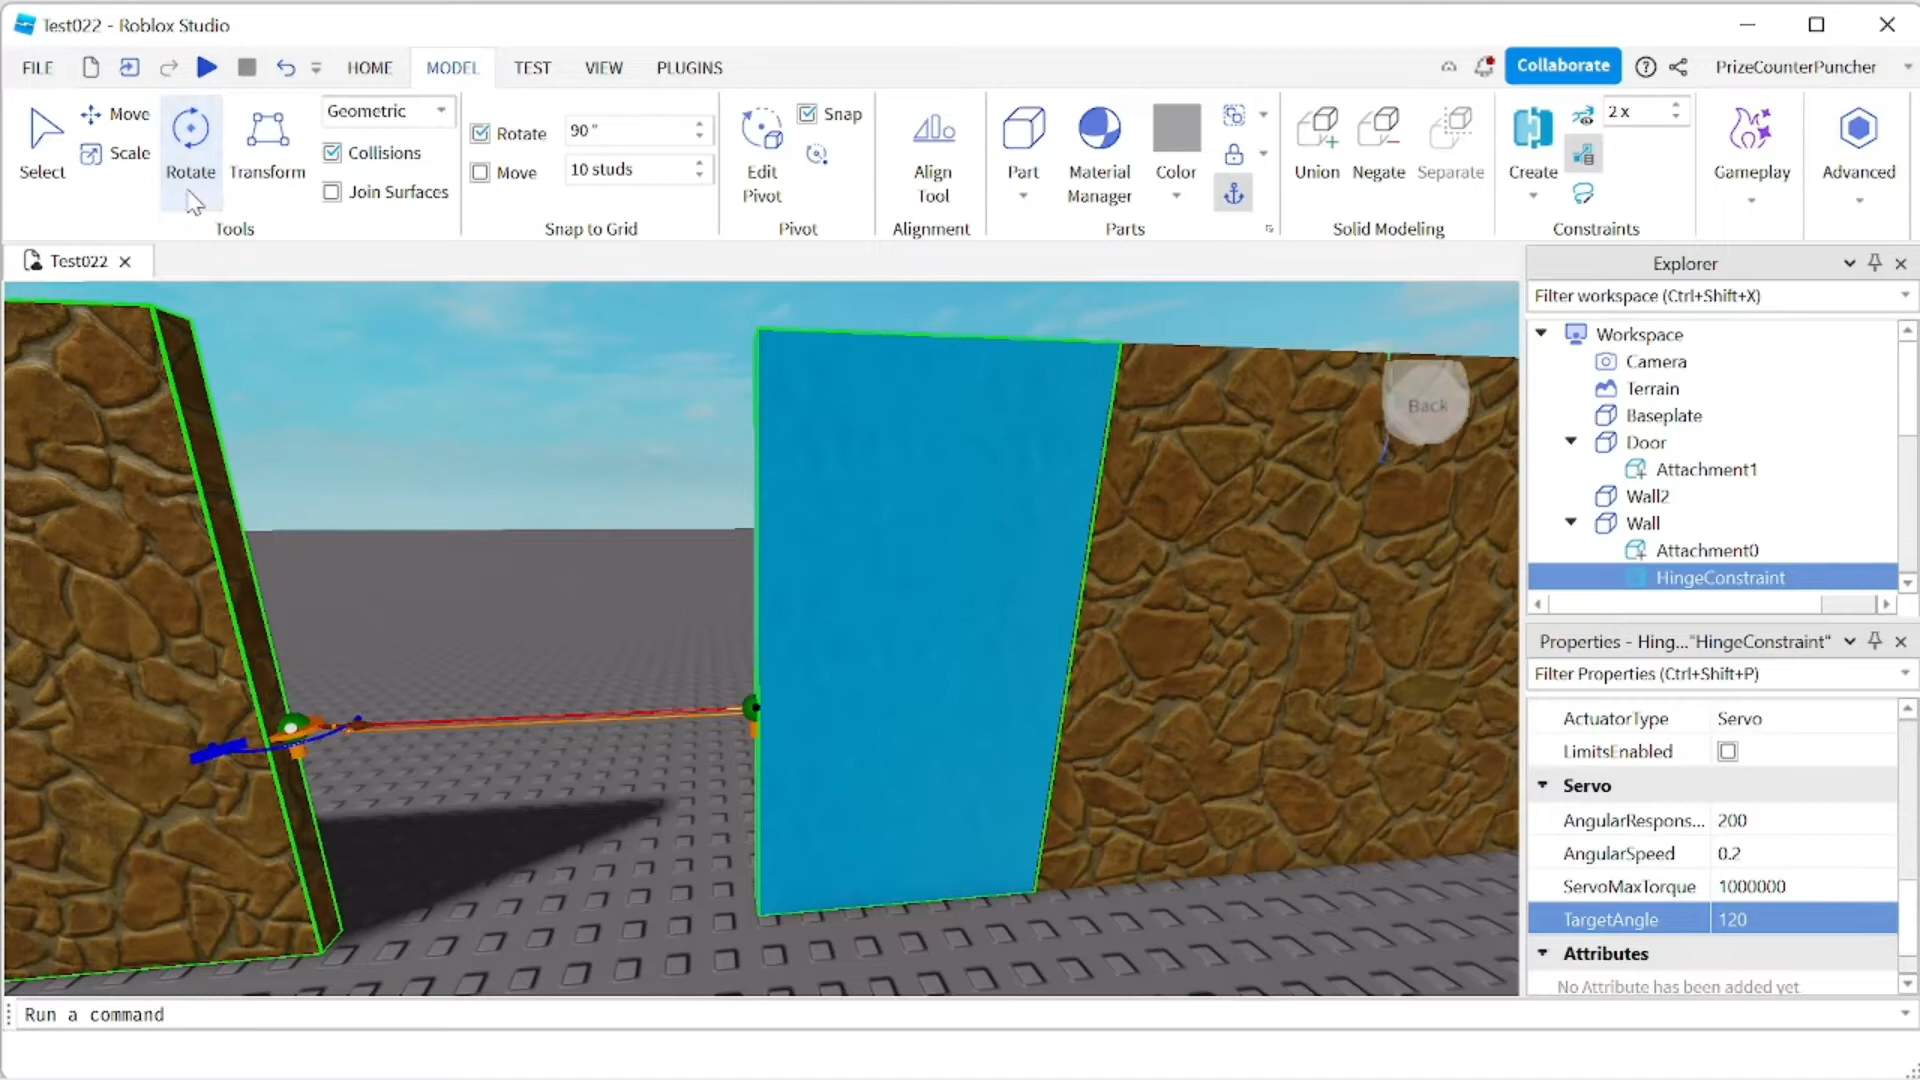 Test022 - Roblox Studio
FILE HOME MODEL TEST VIEW PLUGINS Collaborate PrizeCounterPuncher
Select Move Scale Rotate Transform Geometric Collisions Join Surfaces
Tools
Rotate 90 °
Move 10 studs
Snap to Grid
Edit Pivot Snap
Pivot
Align Tool
Alignment
Part Material Manager Color
Parts
Union Negate Separate
Solid Modeling
Create 2 x
Constraints
Gameplay Advanced
Test022
Back
Explorer
Filter workspace (Ctrl+Shift+X)
Workspace
Camera
Terrain
Baseplate
Door
Attachment1
Wall2
Wall
Attachment0
HingeConstraint
Properties - Hing..."HingeConstraint"
Filter Properties (Ctrl+Shift+P)
ActuatorType Servo
LimitsEnabled
Servo
AngularRespons... 200
AngularSpeed 0.2
ServoMaxTorque 1000000
TargetAngle 120
Attributes
No Attribute has been added yet
Run a command